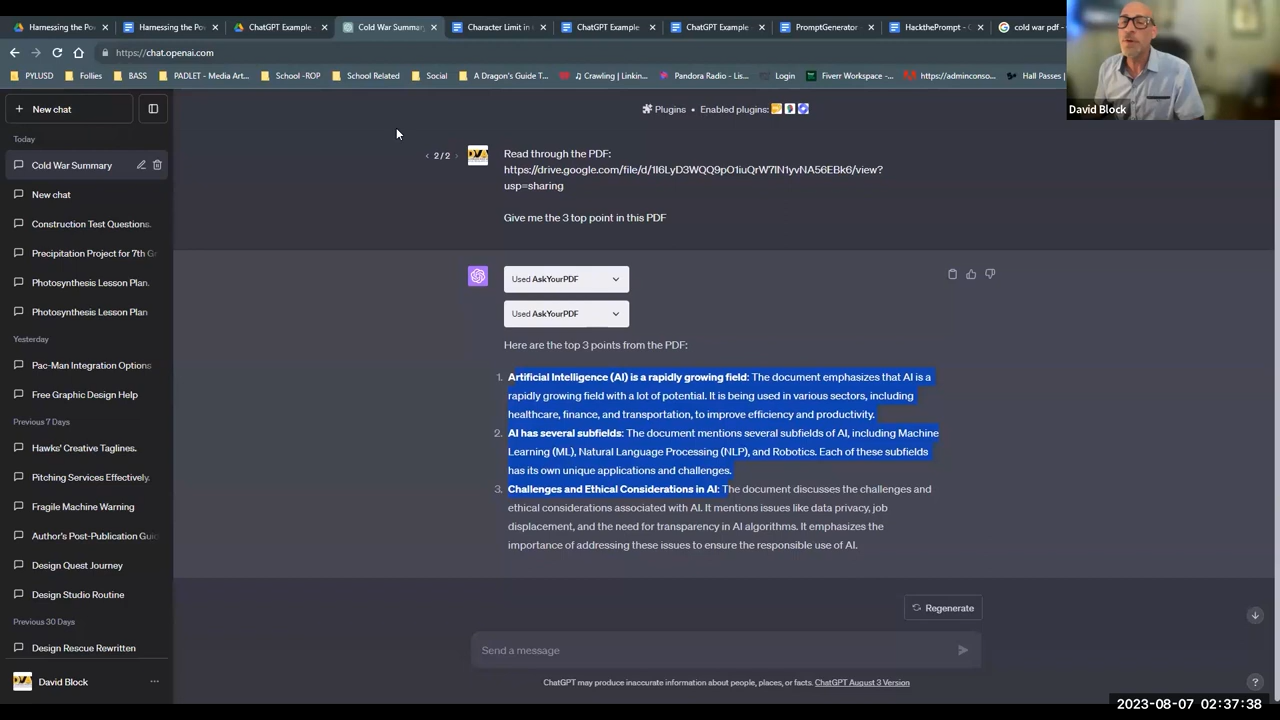 Harnessing the Pow
Harnessing the Pow
ChatGPT Example
Cold War Summary
Character Limit in C
ChatGPT Example
ChatGPT Example
PromptGenerator
HackthePrompt - G
cold war pdf -
https://chat.openai.com
PYLUSD
Follies
BASS
PADLET - Media Art...
School -ROP
School Related
Social
A Dragon's Guide T...
Crawling | Linkin...
Pandora Radio - Lis...
Login
Fiverr Workspace -...
https://adminconso...
Hall Passes |
David Block
New chat
Plugins • Enabled plugins:
Today
Cold War Summary
New chat
Construction Test Questions.
Precipitation Project for 7th Gr
Photosynthesis Lesson Plan.
Photosynthesis Lesson Plan
Yesterday
Pac-Man Integration Options
Free Graphic Design Help
Previous 7 Days
Hawks' Creative Taglines.
Pitching Services Effectively.
Fragile Machine Warning
Author's Post-Publication Guid
Design Quest Journey
Design Studio Routine
Previous 30 Days
Design Rescue Rewritten
David Block
2 / 2
Read through the PDF:
https://drive.google.com/file/d/1I6LyD3WQQ9pO1iuQrW7IN1yvNA56EBk6/view?
usp=sharing
Give me the 3 top point in this PDF
Used AskYourPDF
Used AskYourPDF
Here are the top 3 points from the PDF:
1. Artificial Intelligence (AI) is a rapidly growing field: The document emphasizes that AI is a
rapidly growing field with a lot of potential. It is being used in various sectors, including
healthcare, finance, and transportation, to improve efficiency and productivity.
2. AI has several subfields: The document mentions several subfields of AI, including Machine
Learning (ML), Natural Language Processing (NLP), and Robotics. Each of these subfields
has its own unique applications and challenges.
3. Challenges and Ethical Considerations in AI: The document discusses the challenges and
ethical considerations associated with AI. It mentions issues like data privacy, job
displacement, and the need for transparency in AI algorithms. It emphasizes the
importance of addressing these issues to ensure the responsible use of AI.
Regenerate
Send a message
ChatGPT may produce inaccurate information about people, places, or facts. ChatGPT August 3 Version
2023-08-07 02:37:38